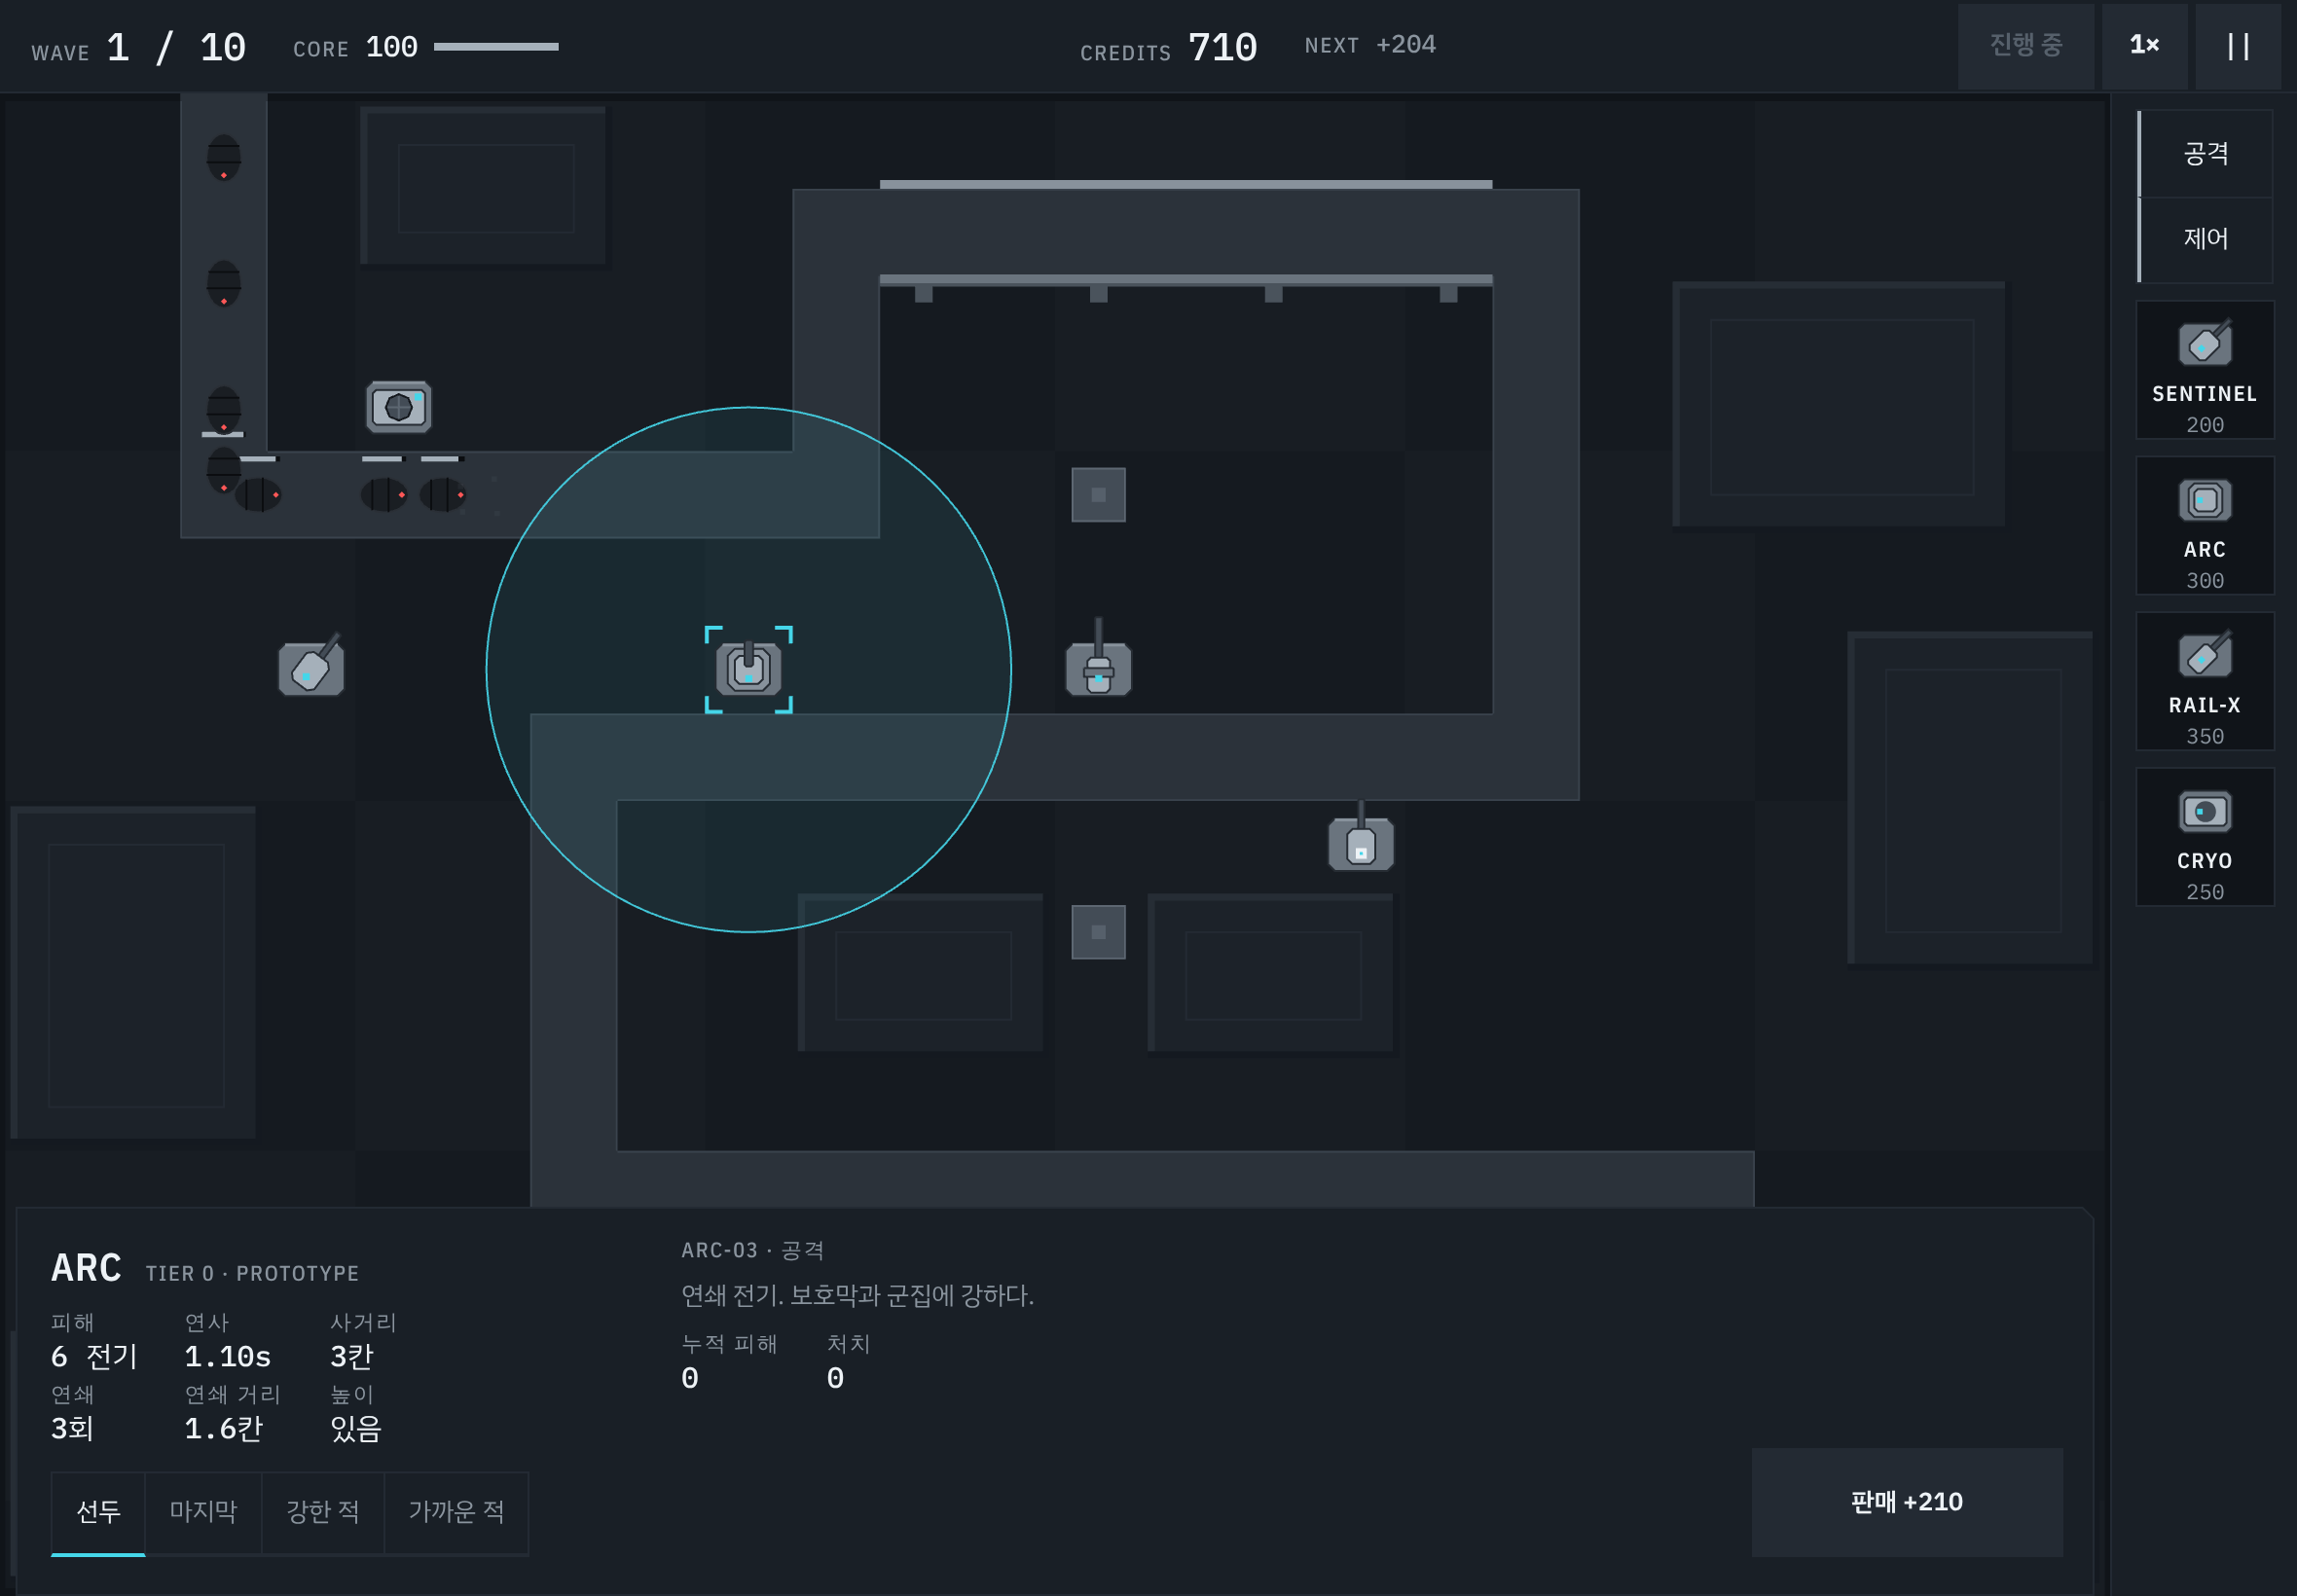 WAVE 1 / 10 CORE 100 CREDITS 710 NEXT +204 진행 중 1× ||
공격
제어
SENTINEL
200
ARC
300
RAIL-X
350
CRYO
250
ARC TIER 0 · PROTOTYPE
피해 연사 사거리
6 전기 1.10s 3칸
연쇄 연쇄 거리 높이
3회 1.6칸 있음
선두 마지막 강한 적 가까운 적
ARC-03 · 공격
연쇄 전기. 보호막과 군집에 강하다.
누적 피해 처치
0 0
판매 +210